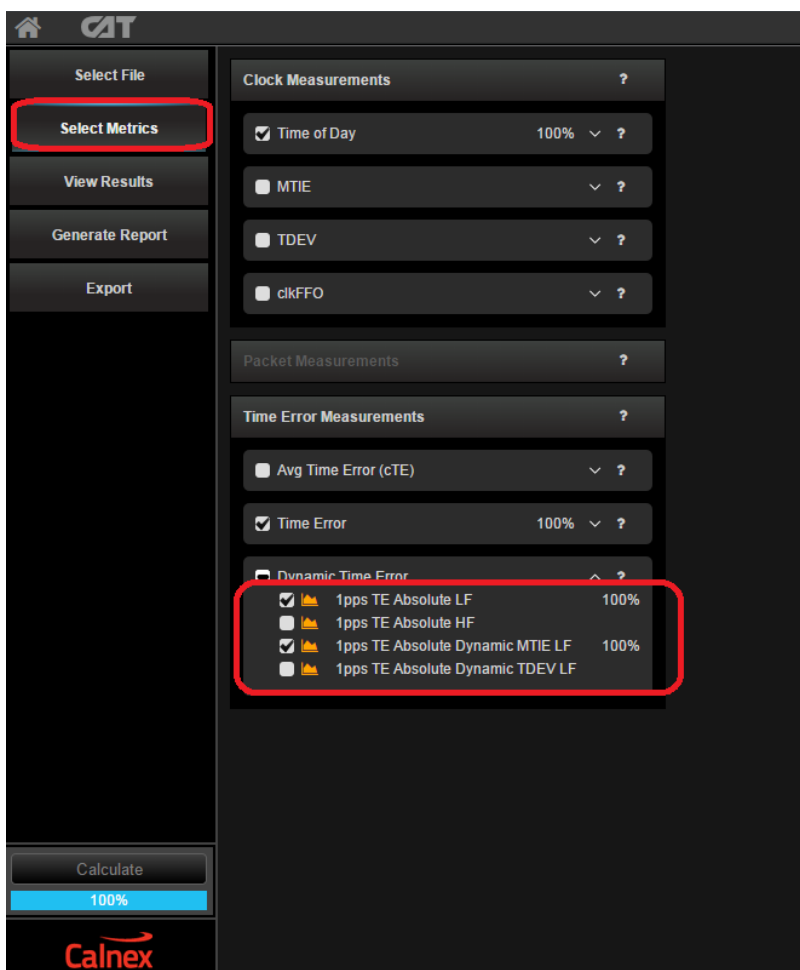 CAT
Select File
Select Metrics
View Results
Generate Report
Export
Clock Measurements ?
Time of Day 100% ?
MTIE ?
TDEV ?
clkFFO ?
Packet Measurements ?
Time Error Measurements ?
Avg Time Error (cTE) ?
Time Error 100% ?
Dynamic Time Error ?
1pps TE Absolute LF 100%
1pps TE Absolute HF
1pps TE Absolute Dynamic MTIE LF 100%
1pps TE Absolute Dynamic TDEV LF
Calculate
100%
Calnex